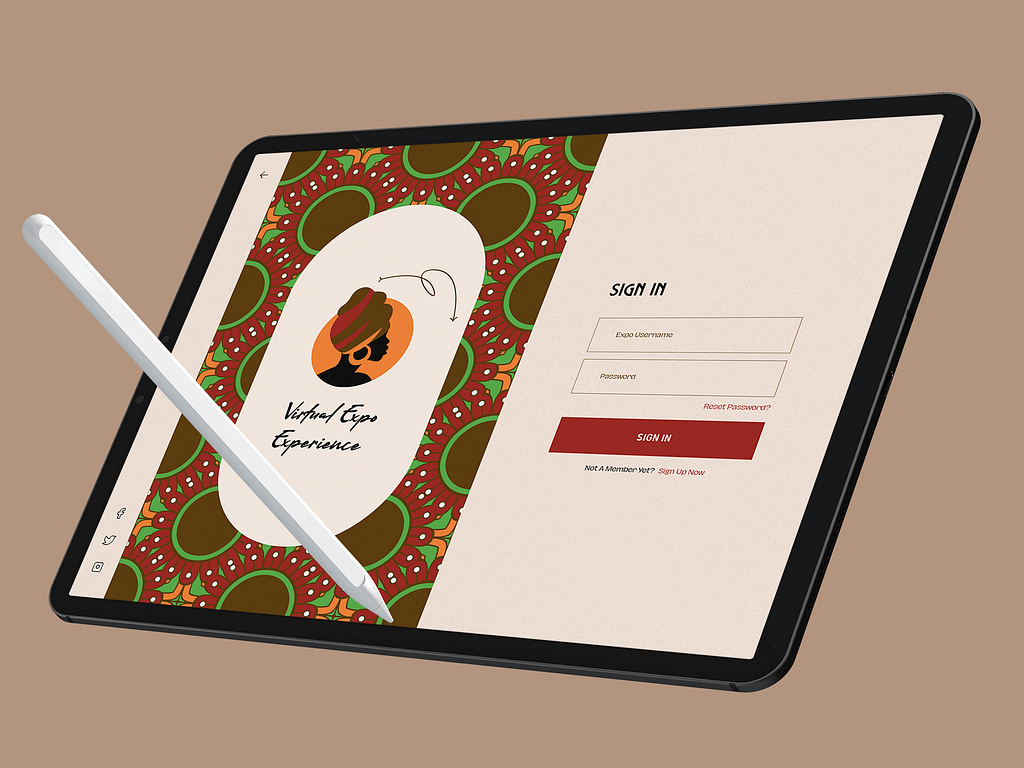 Virtual Expo
Experience
SIGN IN
Expo Username
Password
Reset Password?
SIGN IN
Not A Member Yet? Sign Up Now